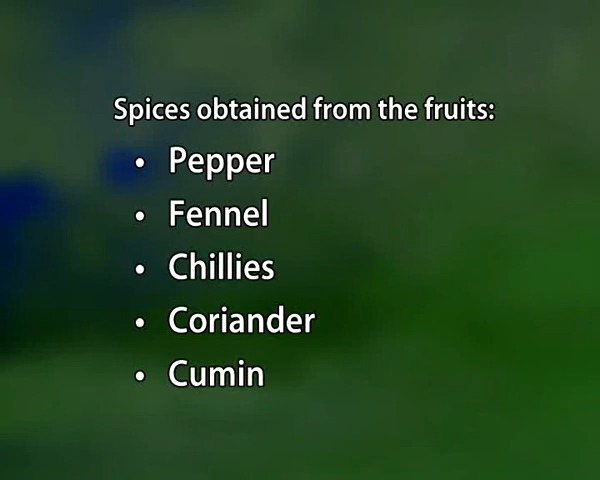 Spices obtained from the fruits:
• Pepper
• Fennel
• Chillies
• Coriander
• Cumin